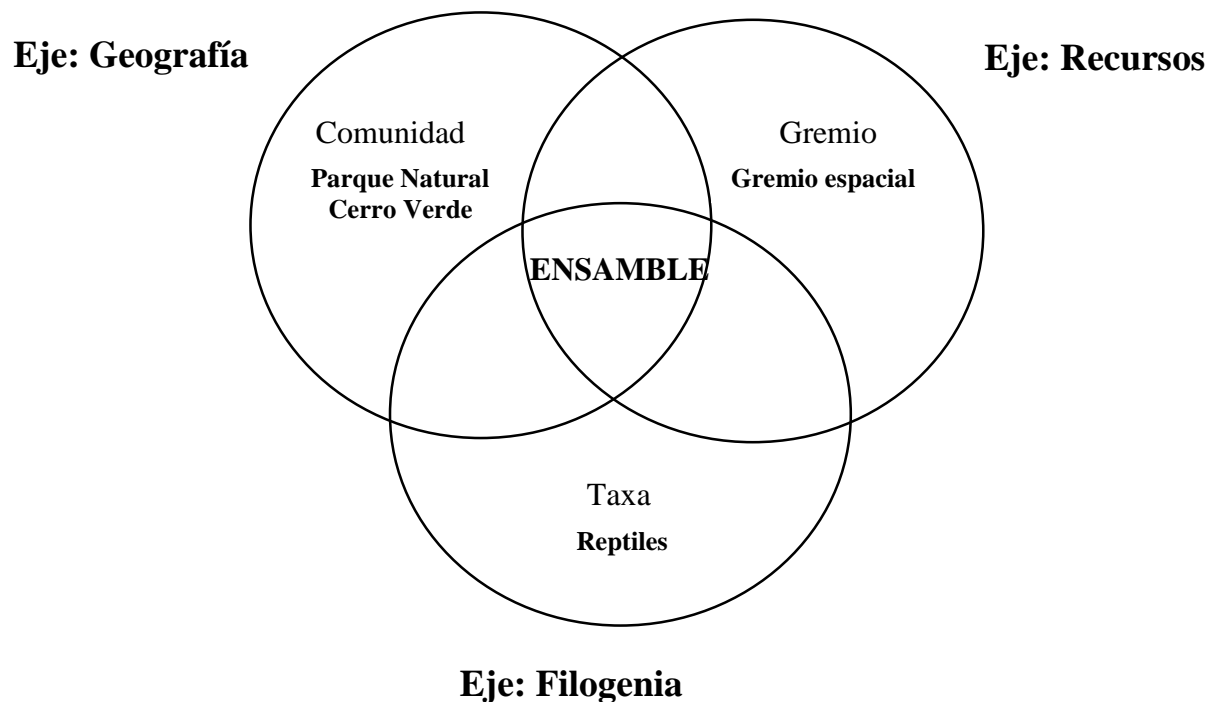 Eje: Geografía
Eje: Recursos
Comunidad
Parque Natural
Cerro Verde
Gremio
Gremio espacial
ENSAMBLE
Taxa
Reptiles
Eje: Filogenia